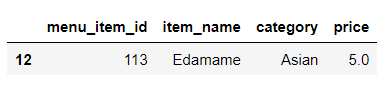 menu_item_id item_name category price
12 113 Edamame Asian 5.0